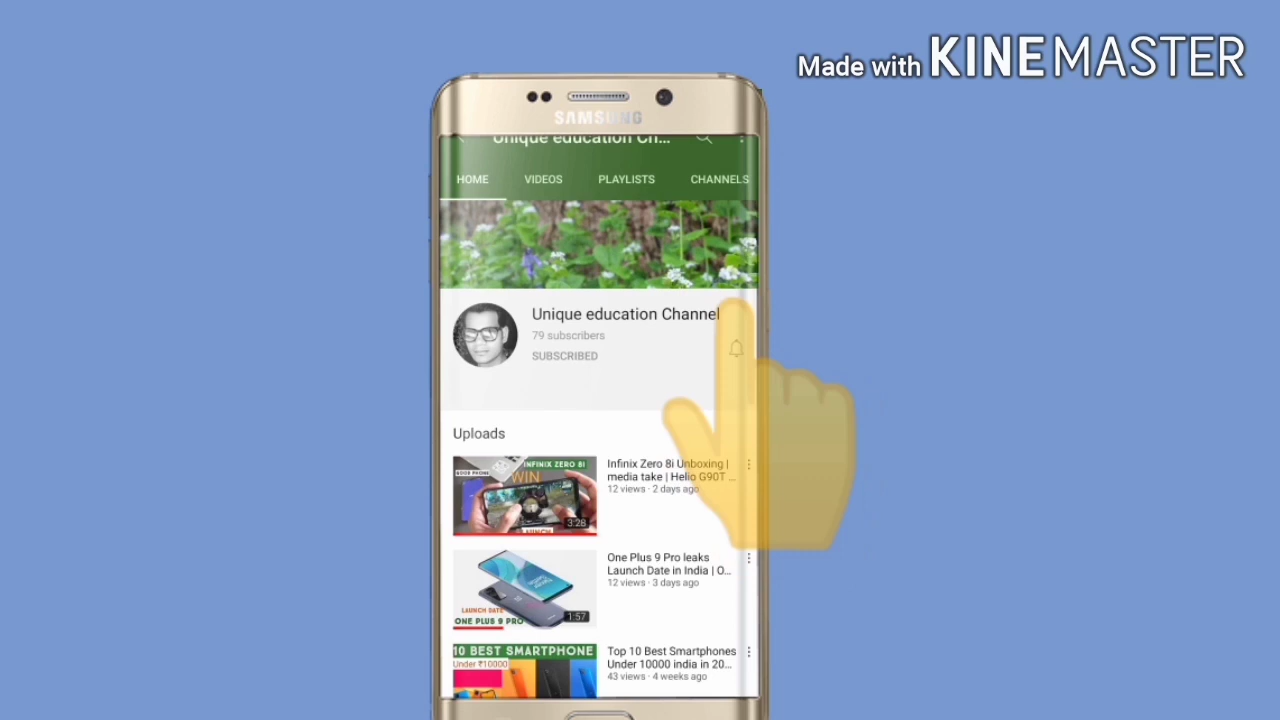 Made with KINEMASTER
SAMSUNG
Unique education Ch...
HOME VIDEOS PLAYLISTS CHANNELS
Unique education Channel
79 subscribers
SUBSCRIBED
Uploads
INFINIX ZERO 8i
GOOD PHONE
WIN
LAUNCH
3:28
Infinix Zero 8i Unboxing |
media take | Helio G90T ...
12 views · 2 days ago
LAUNCH DATE
ONE PLUS 9 PRO
1:57
One Plus 9 Pro leaks
Launch Date in India | O...
12 views · 3 days ago
10 BEST SMARTPHONE
Under ₹10000
Top 10 Best Smartphones
Under 10000 india in 20...
43 views · 4 weeks ago